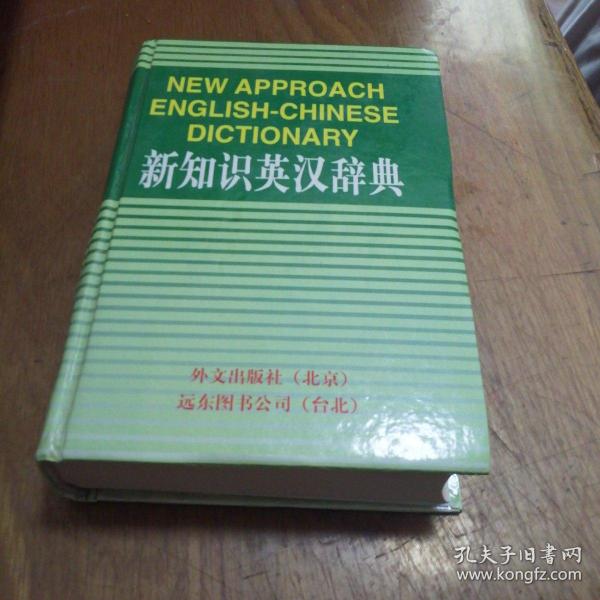 NEW APPROACH
ENGLISH-CHINESE
DICTIONARY
新知识英汉辞典
外文出版社（北京）
远东图书公司（台北）
孔夫子旧书网
www.kongfz.com